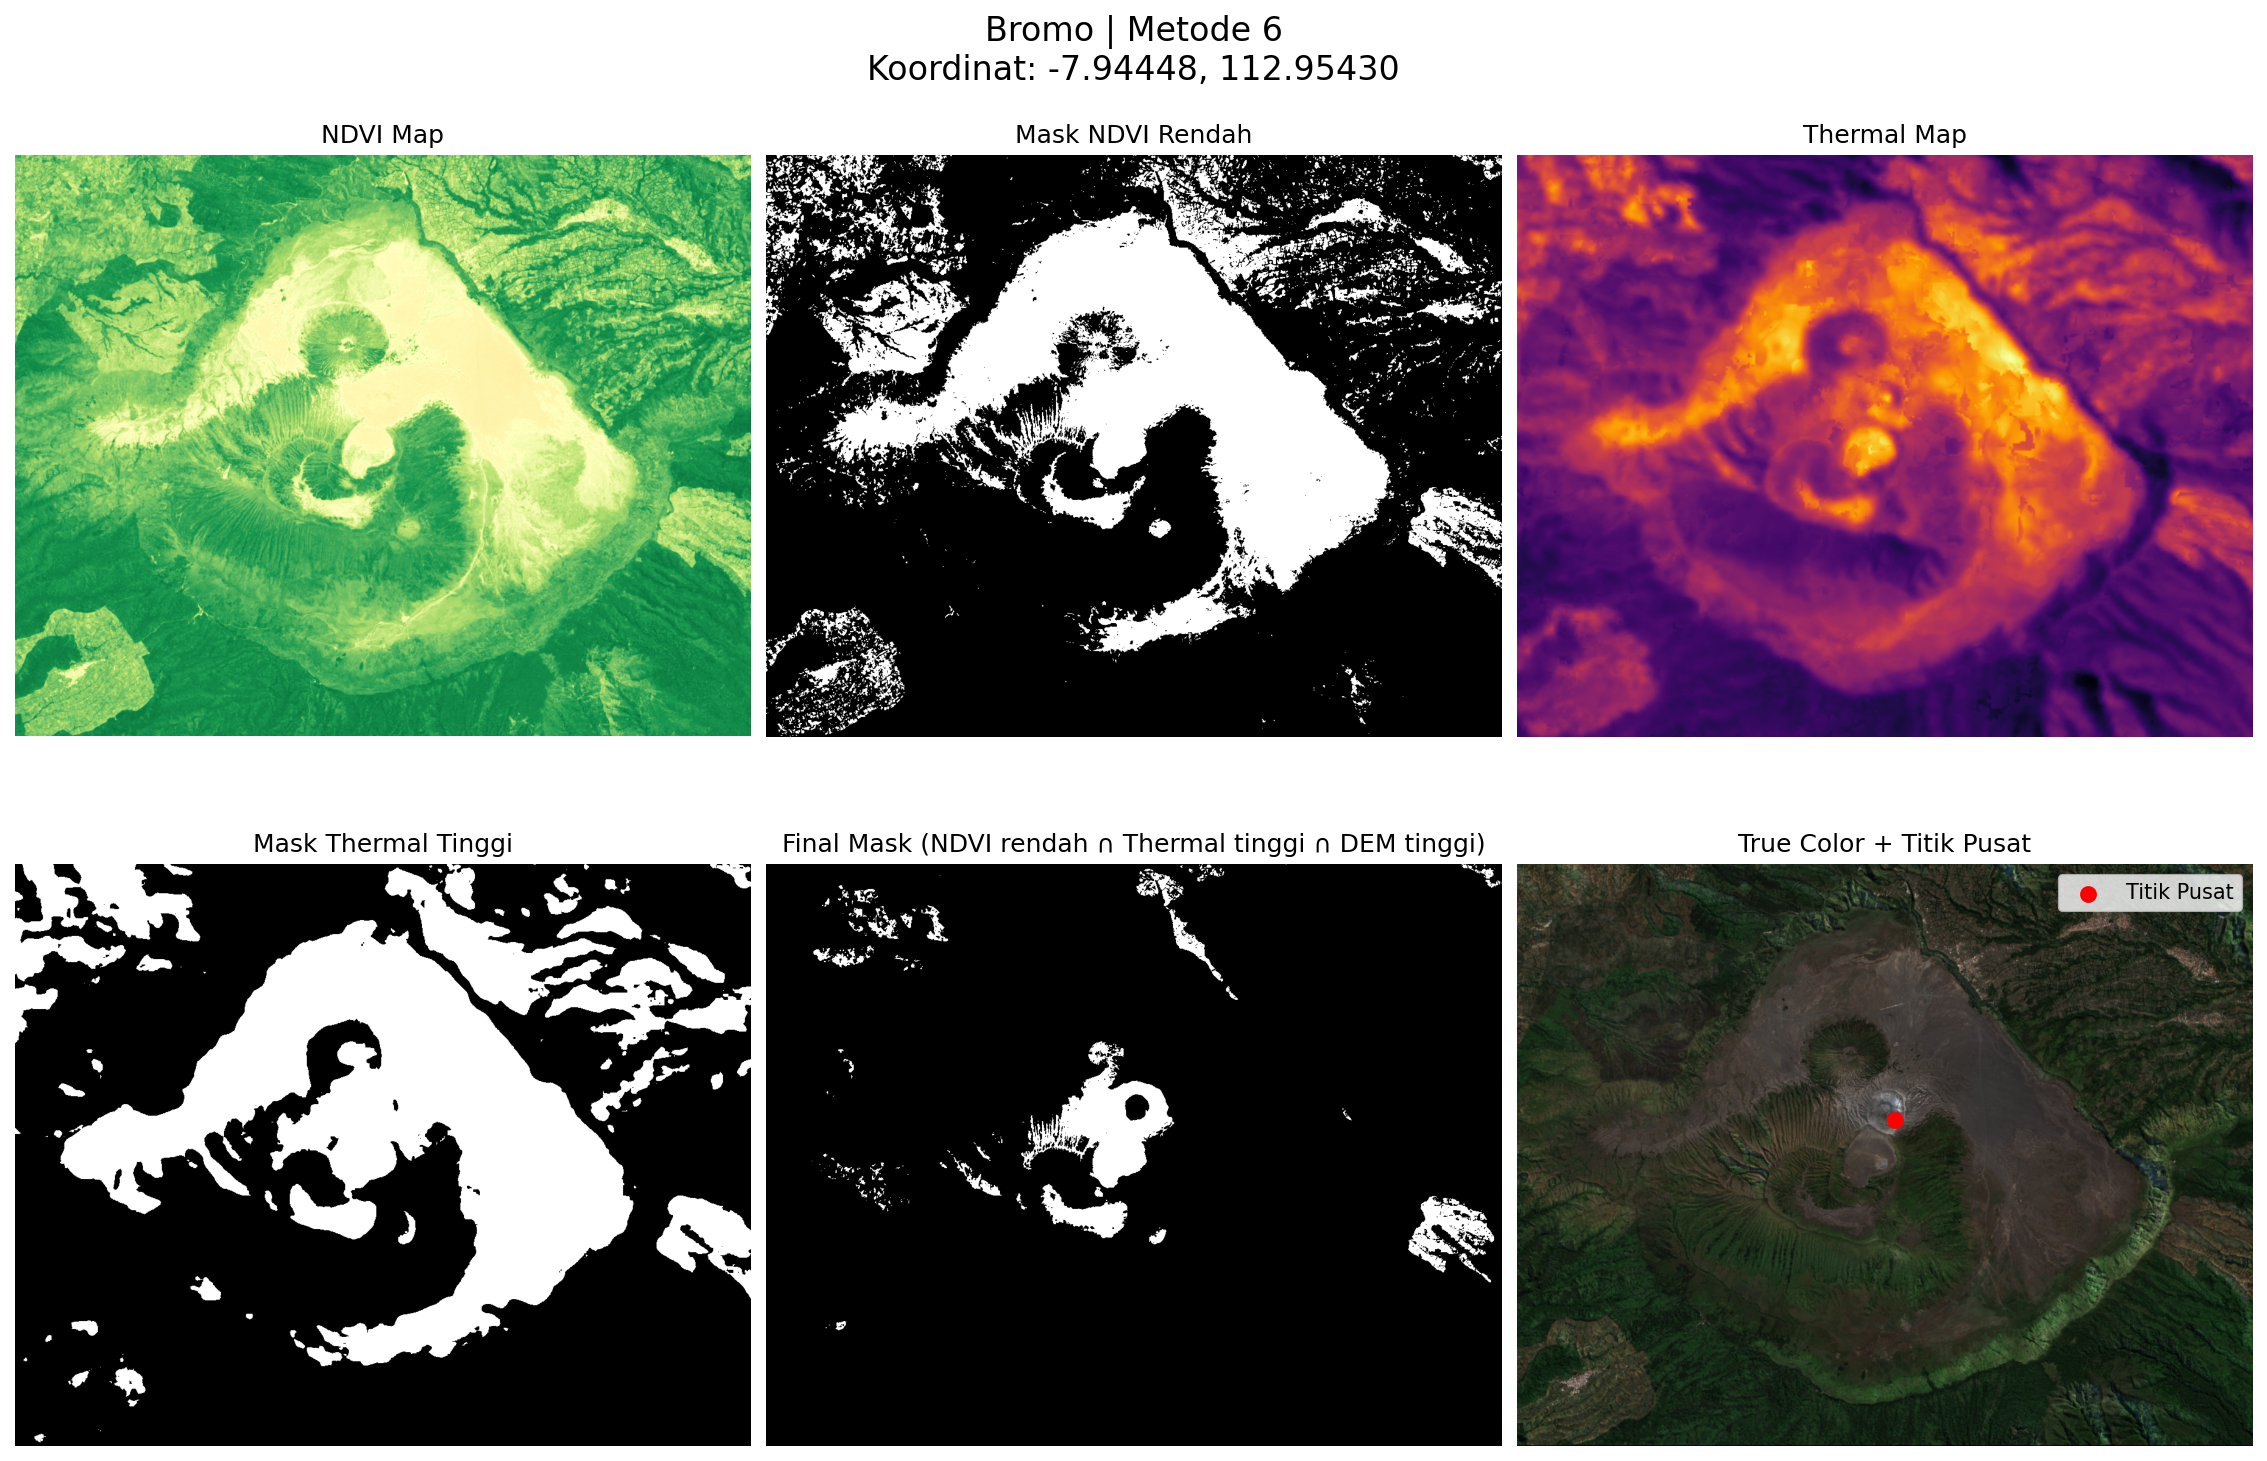 Bromo | Metode 6
Koordinat: -7.94448, 112.95430
NDVI Map
Mask NDVI Rendah
Thermal Map
Mask Thermal Tinggi
Final Mask (NDVI rendah ∩ Thermal tinggi ∩ DEM tinggi)
True Color + Titik Pusat
Titik Pusat